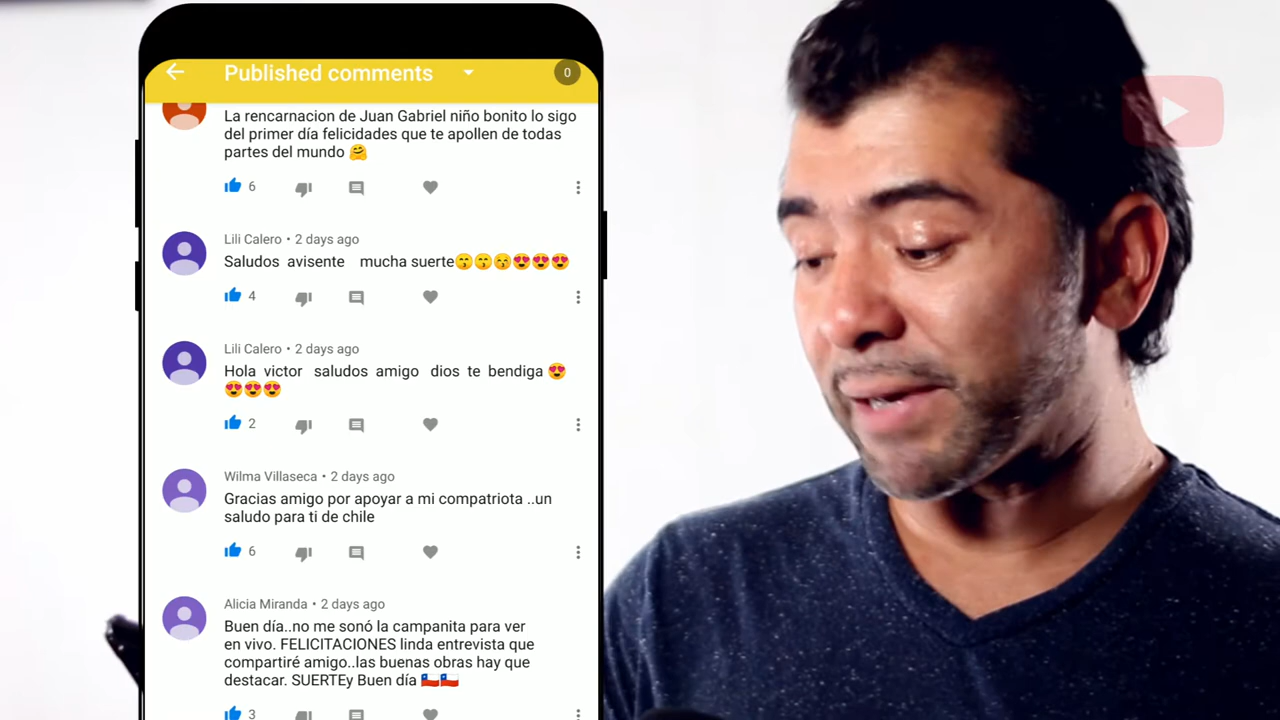 Published comments
0
La rencarnacion de Juan Gabriel niño bonito lo sigo
del primer día felicidades que te apollen de todas
partes del mundo 🤗
6
Lili Calero • 2 days ago
Saludos avisente mucha suerte😙😙😙😍😍😍
4
Lili Calero • 2 days ago
Hola victor saludos amigo dios te bendiga 😍
😍😍😍
2
Wilma Villaseca • 2 days ago
Gracias amigo por apoyar a mi compatriota ..un
saludo para ti de chile
6
Alicia Miranda • 2 days ago
Buen día..no me sonó la campanita para ver
en vivo. FELICITACIONES linda entrevista que
compartiré amigo..las buenas obras hay que
destacar. SUERTEy Buen día 🇨🇱🇨🇱
3